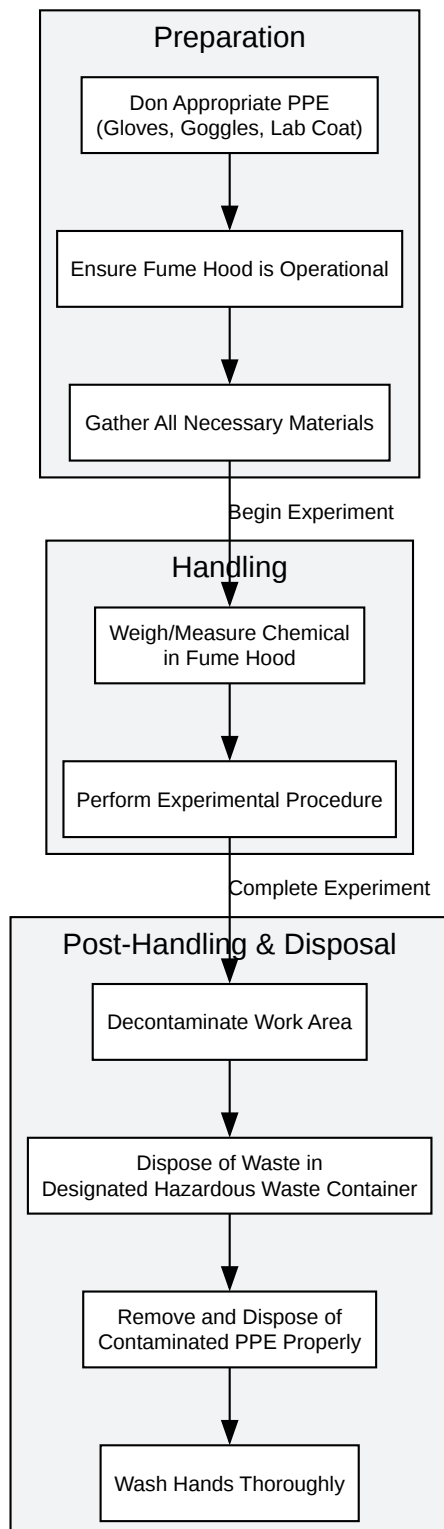 Preparation
Don Appropriate PPE
(Gloves, Goggles, Lab Coat)
Ensure Fume Hood is Operational
Gather All Necessary Materials
Begin Experiment
Handling
Weigh/Measure Chemical
in Fume Hood
Perform Experimental Procedure
Complete Experiment
Post-Handling & Disposal
Decontaminate Work Area
Dispose of Waste in
Designated Hazardous Waste Container
Remove and Dispose of
Contaminated PPE Properly
Wash Hands Thoroughly